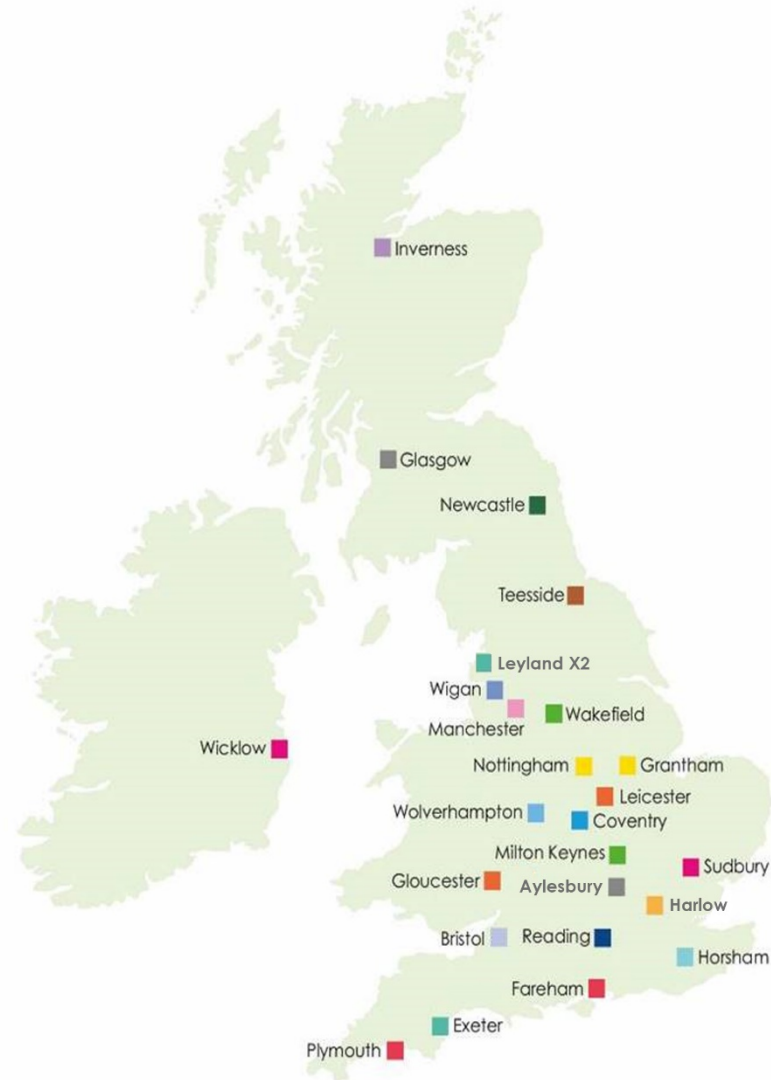 Inverness
Glasgow
Newcastle
Teesside
Leyland X2
Wigan
Manchester
Wakefield
Wicklow
Nottingham
Grantham
Leicester
Wolverhampton
Coventry
Milton Keynes
Sudbury
Gloucester
Aylesbury
Harlow
Bristol
Reading
Horsham
Fareham
Exeter
Plymouth